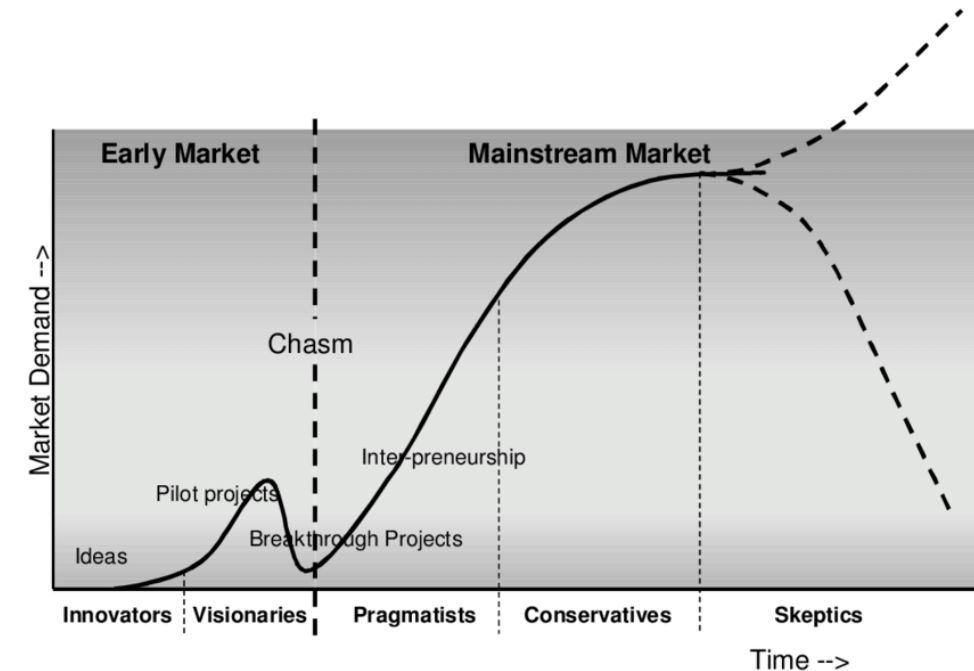 Early Market
Mainstream Market
Market Demand -->
Chasm
Inter-preneurship
Pilot projects
Breakthrough Projects
Ideas
Innovators
Visionaries
Pragmatists
Conservatives
Skeptics
Time -->